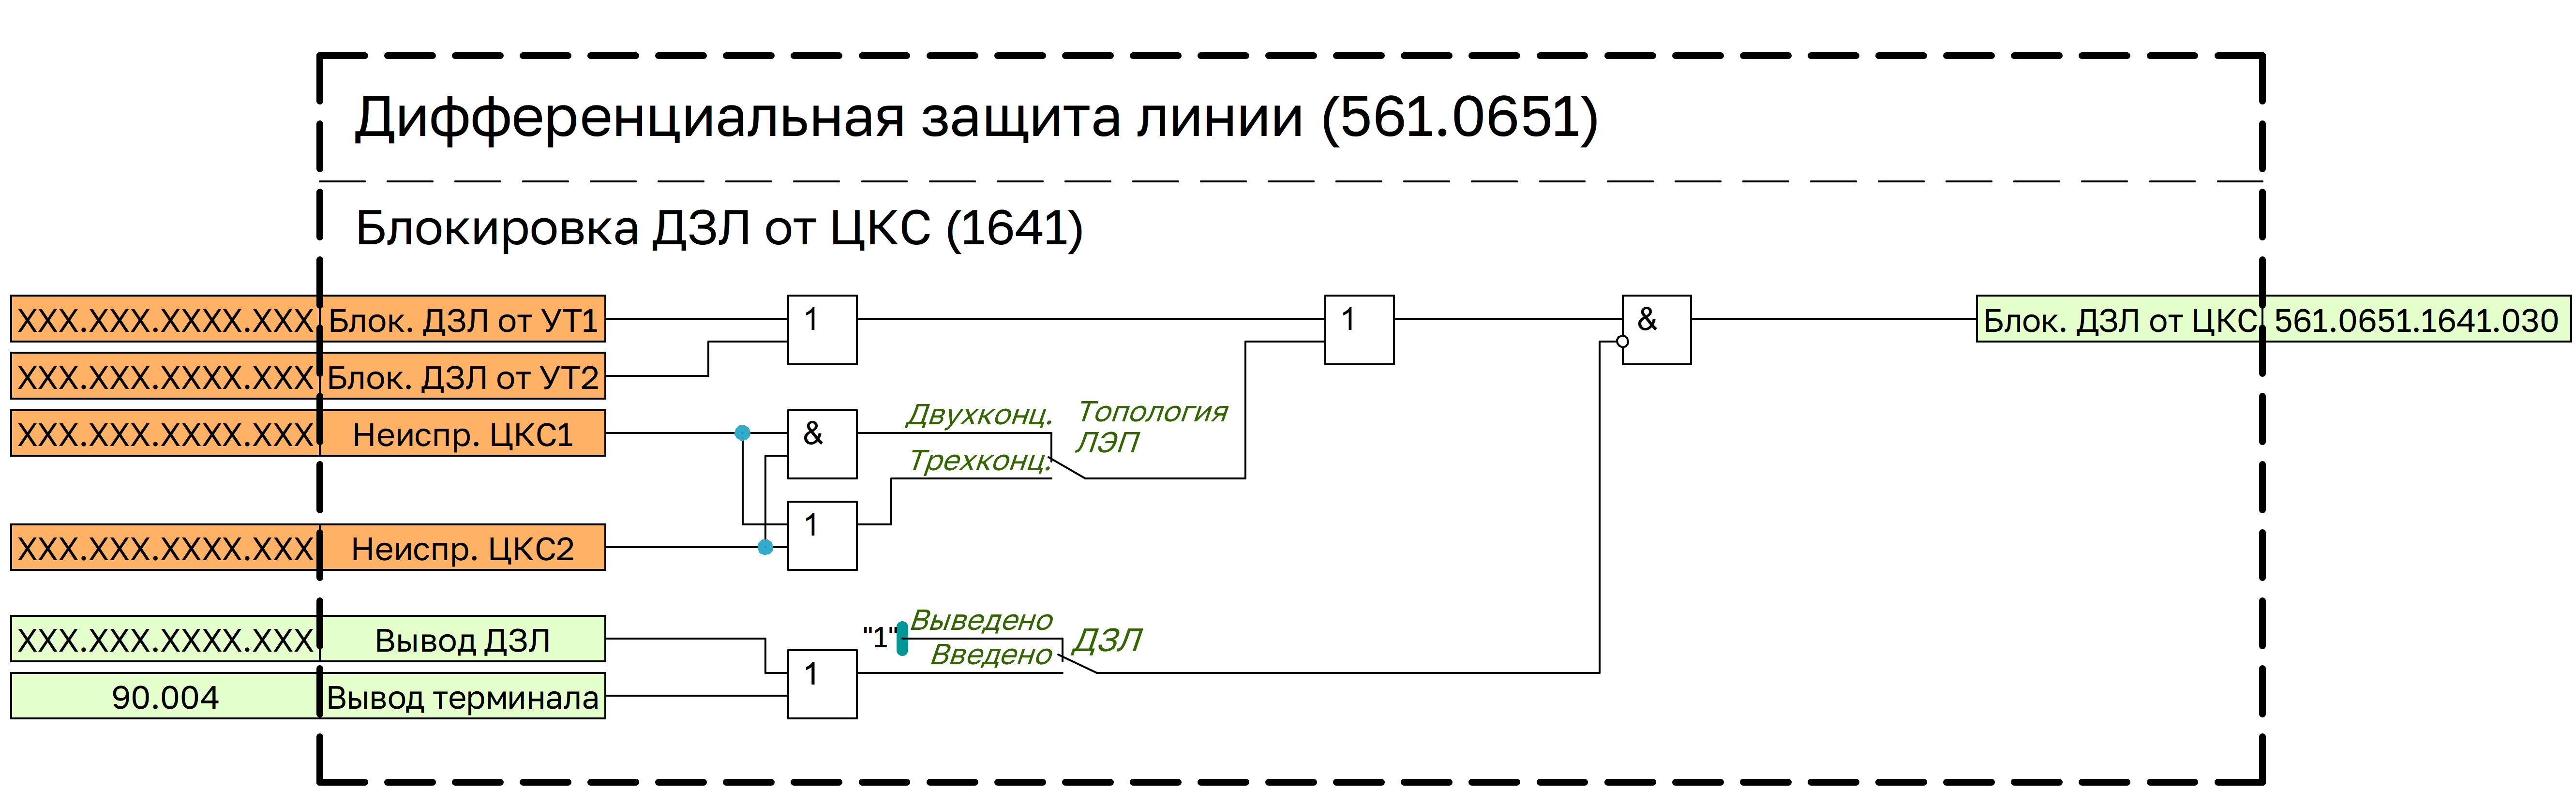 Дифференциальная защита линии (561.0651)
Блокировка ДЗЛ от ЦКС (1641)
XXX.XXX.XXXX.XXX Блок. ДЗЛ от УТ1
1
1
&
Блок. ДЗЛ от ЦКС 561.0651.1641.030
XXX.XXX.XXXX.XXX Блок. ДЗЛ от УТ2
XXX.XXX.XXXX.XXX Неиспр. ЦКС1
&
Двухконц.
Трехконц.
Топология
ЛЭП
XXX.XXX.XXXX.XXX Неиспр. ЦКС2
1
XXX.XXX.XXXX.XXX Вывод ДЗЛ
"1"
Выведено
Введено
ДЗЛ
90.004 Вывод терминала
1